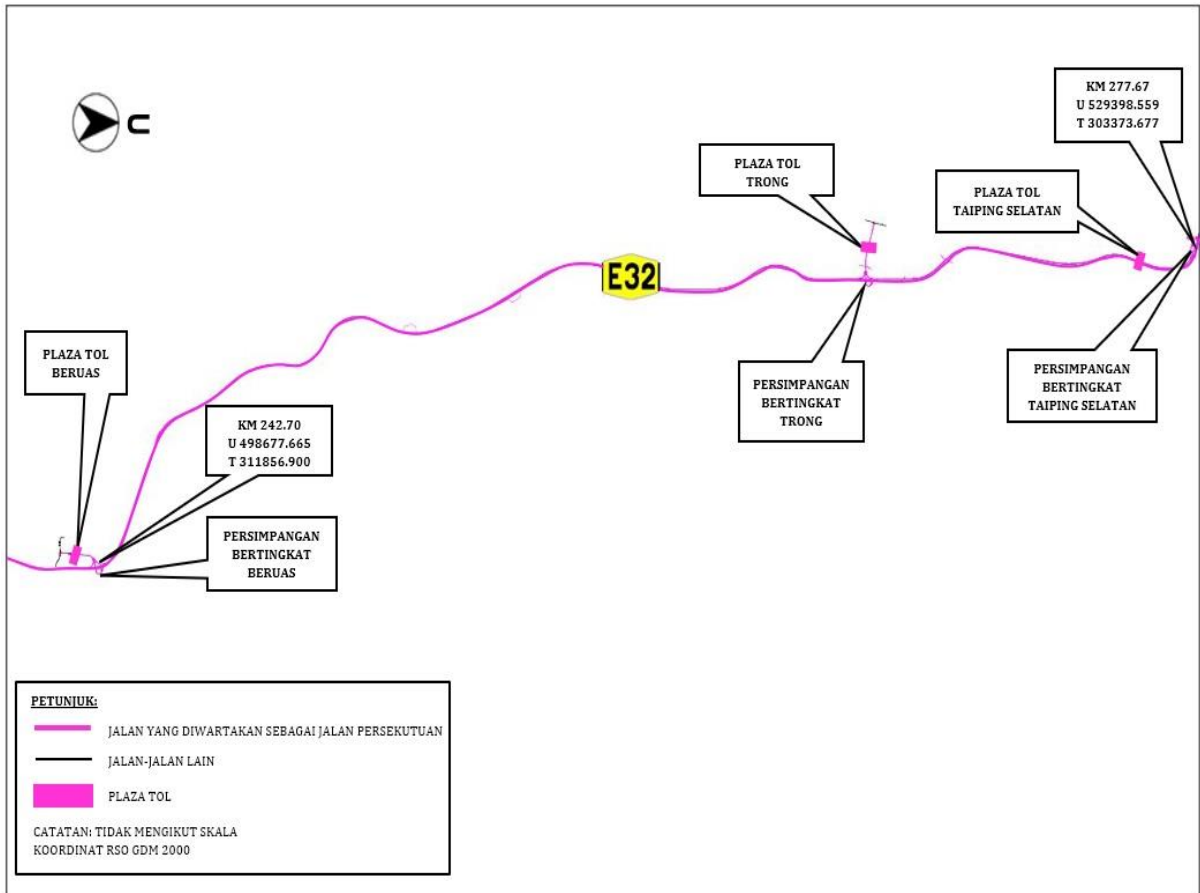 U
KM 277.67
U 529398.559
T 303373.677
PLAZA TOL
TRONG
PLAZA TOL
TAIPING SELATAN
E32
PLAZA TOL
BERUAS
PERSIMPANGAN
BERTINGKAT
TRONG
PERSIMPANGAN
BERTINGKAT
TAIPING SELATAN
KM 242.70
U 498677.665
T 311856.900
PERSIMPANGAN
BERTINGKAT
BERUAS
PETUNJUK:
JALAN YANG DIWARTAKAN SEBAGAI JALAN PERSEKUTUAN
JALAN-JALAN LAIN
PLAZA TOL
CATATAN: TIDAK MENGIKUT SKALA
KOORDINAT RSO GDM 2000